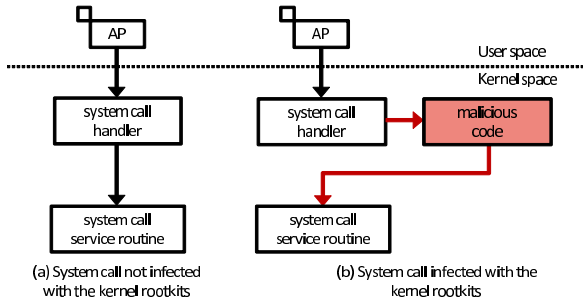 AP
AP
User space
Kernel space
system call
handler
system call
handler
malicious
code
system call
service routine
system call
service routine
(a) System call not infected
with the kernel rootkits
(b) System call infected with the
kernel rootkits